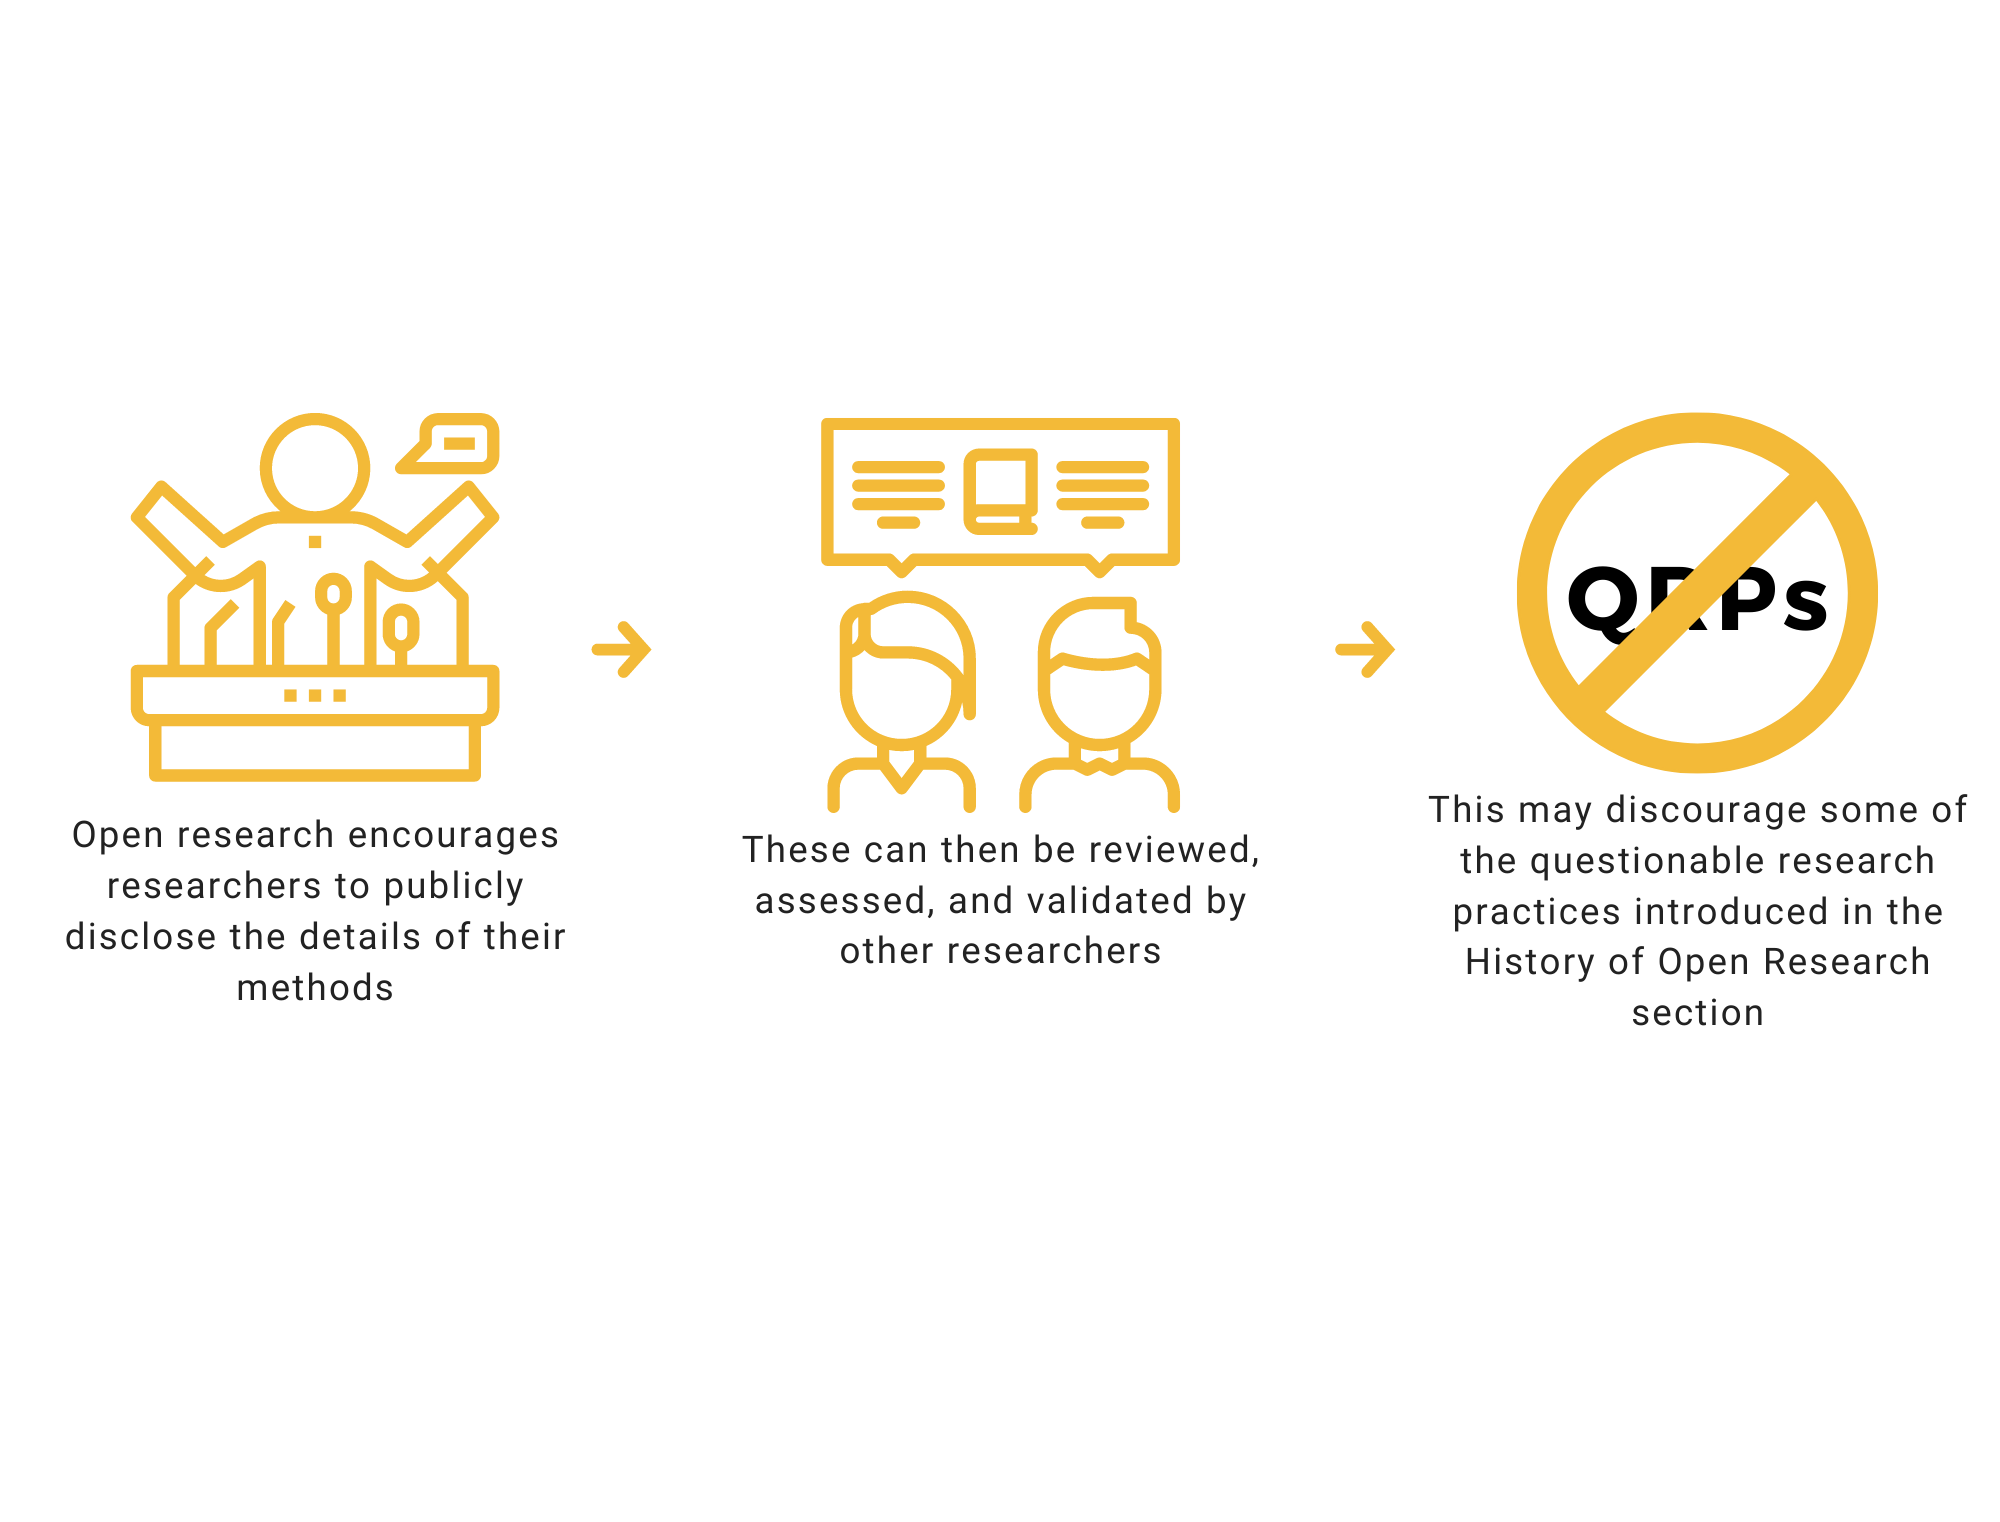 Open research encourages
researchers to publicly
disclose the details of their
methods
These can then be reviewed,
assessed, and validated by
other researchers
QRPs
This may discourage some of
the questionable research
practices introduced in the
History of Open Research
section